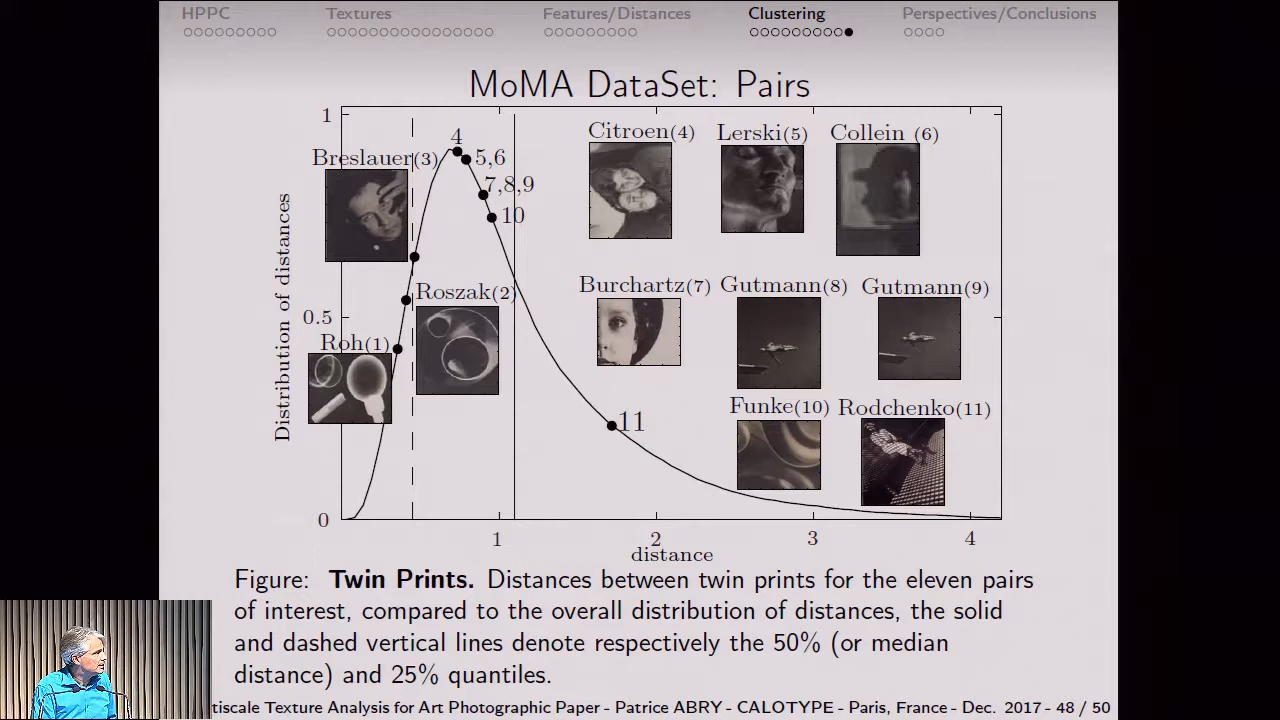 HPPC Textures Features/Distances Clustering Perspectives/Conclusions
MoMA DataSet: Pairs
1
0.5
0
Distribution of distances
Breslauer(3)
4
5,6
7,8,9
10
Roszak(2)
Roh(1)
11
Citroen(4) Lerski(5) Collein (6)
Burchartz(7) Gutmann(8) Gutmann(9)
Funke(10) Rodchenko(11)
1 2 3 4
distance
Figure: Twin Prints. Distances between twin prints for the eleven pairs
of interest, compared to the overall distribution of distances, the solid
and dashed vertical lines denote respectively the 50% (or median
distance) and 25% quantiles.
tiscale Texture Analysis for Art Photographic Paper - Patrice ABRY - CALOTYPE - Paris, France - Dec. 2017 - 48 / 50